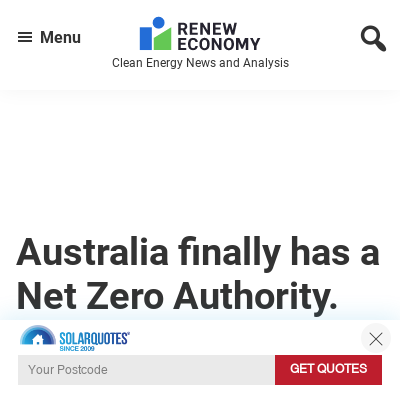 Menu
RENEW
ECONOMY
Clean Energy News and Analysis
Australia finally has a
Net Zero Authority.
SOLARQUOTES
SINCE 2009
Your Postcode
GET QUOTES